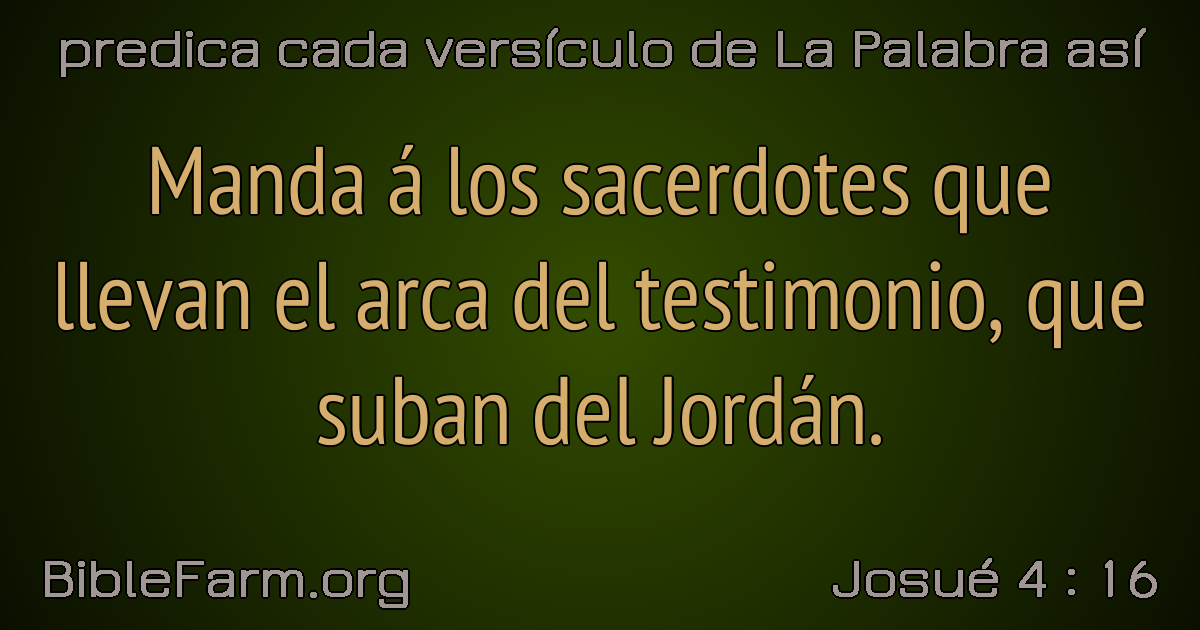 predica cada versículo de La Palabra así
Manda á los sacerdotes que
llevan el arca del testimonio, que
suban del Jordán.
BibleFarm.org
Josué 4 : 16